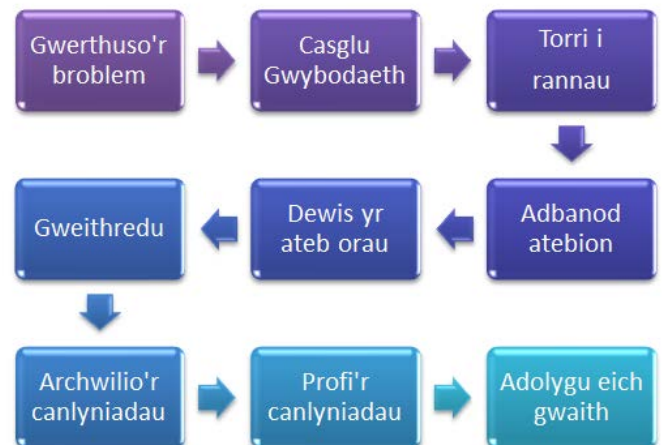 Gwerthuso'r
broblem
Casglu
Gwybodaeth
Torri i
rannau
Adbanod
atebion
Dewis yr
ateb orau
Gweithredu
Archwilio'r
canlyniadau
Profi'r
canlyniadau
Adolygu eich
gwaith